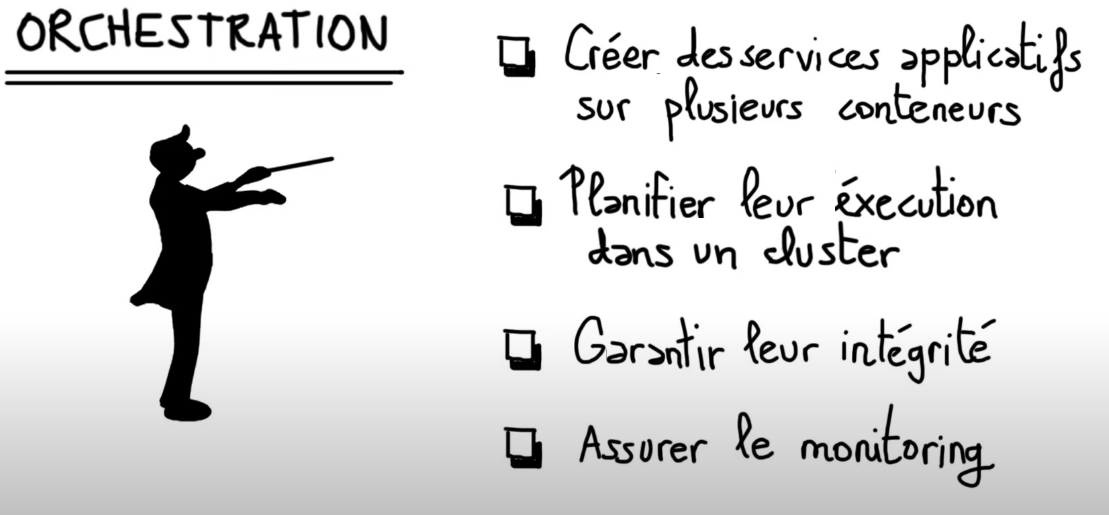 ORCHESTRATION
Créer des services applicatifs
sur plusieurs conteneurs
Planifier leur éxecution
dans un cluster
Garantir leur intégrité
Assurer le monitoring